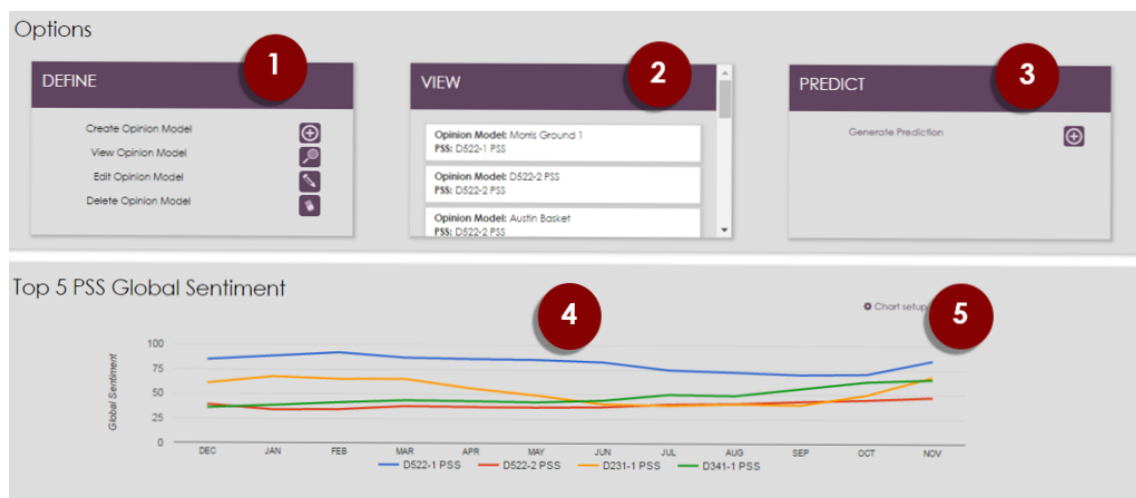 Options
1
DEFINE
Create Opinion Model
View Opinion Model
Edit Opinion Model
Delete Opinion Model
2
VIEW
Opinion Model: Morris Ground 1
PSS: D522-1 PSS
Opinion Model: D522-2 PSS
PSS: D522-2 PSS
Opinion Model: Austin Basket
PSS: D522-2 PSS
3
PREDICT
Generate Prediction
Top 5 PSS Global Sentiment
4
Chart setup
5
Global Sentiment
100
75
50
25
0
DEC JAN FEB MAR APR MAY JUN JUL AUG SEP OCT NOV
D522-1 PSS D522-2 PSS D231-1 PSS D341-1 PSS